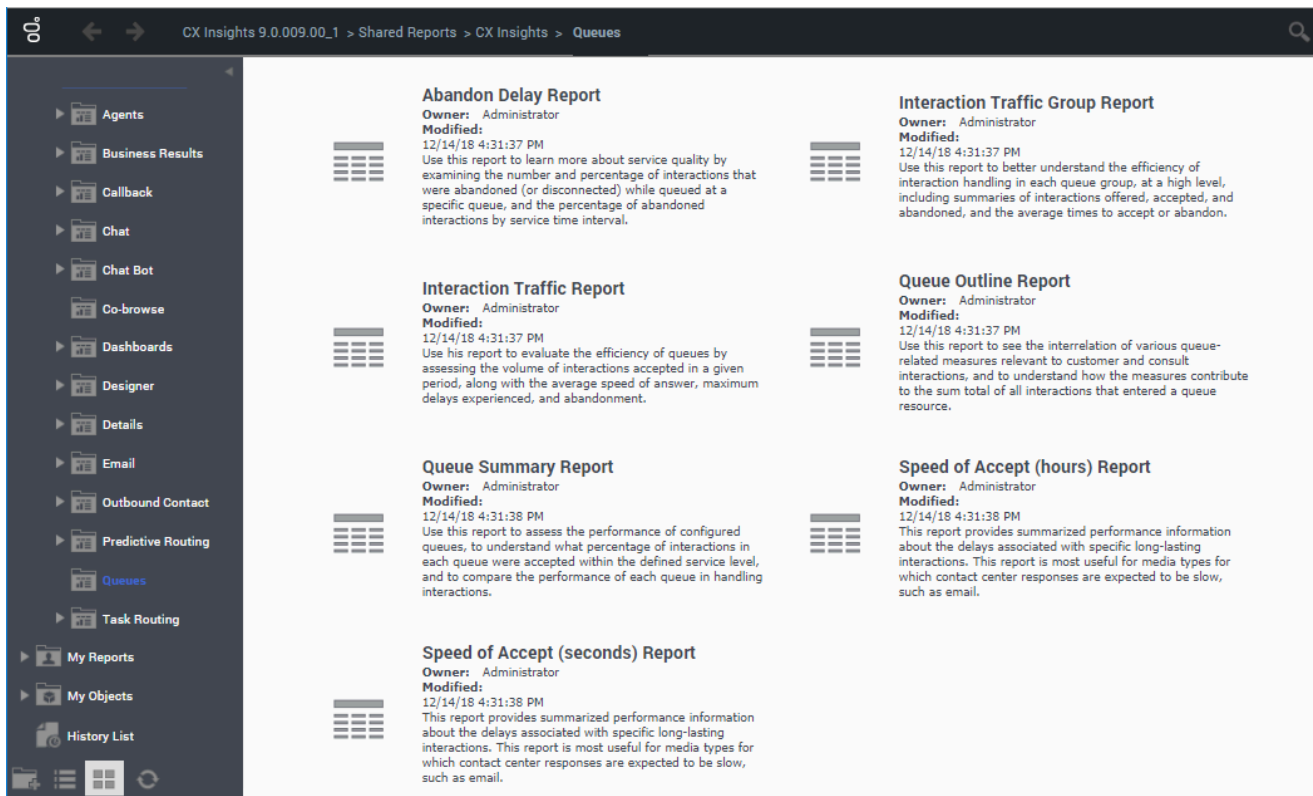 CX Insights 9.0.009.00_1 > Shared Reports > CX Insights > Queues
Agents
Business Results
Callback
Chat
Chat Bot
Co-browse
Dashboards
Designer
Details
Email
Outbound Contact
Predictive Routing
Queues
Task Routing
My Reports
My Objects
History List
Abandon Delay Report
Owner: Administrator
Modified:
12/14/18 4:31:37 PM
Use this report to learn more about service quality by
examining the number and percentage of interactions that
were abandoned (or disconnected) while queued at a
specific queue, and the percentage of abandoned
interactions by service time interval.
Interaction Traffic Group Report
Owner: Administrator
Modified:
12/14/18 4:31:37 PM
Use this report to better understand the efficiency of
interaction handling in each queue group, at a high level,
including summaries of interactions offered, accepted, and
abandoned, and the average times to accept or abandon.
Interaction Traffic Report
Owner: Administrator
Modified:
12/14/18 4:31:37 PM
Use his report to evaluate the efficiency of queues by
assessing the volume of interactions accepted in a given
period, along with the average speed of answer, maximum
delays experienced, and abandonment.
Queue Outline Report
Owner: Administrator
Modified:
12/14/18 4:31:37 PM
Use this report to see the interrelation of various queue-
related measures relevant to customer and consult
interactions, and to understand how the measures contribute
to the sum total of all interactions that entered a queue
resource.
Queue Summary Report
Owner: Administrator
Modified:
12/14/18 4:31:38 PM
Use this report to assess the performance of configured
queues, to understand what percentage of interactions in
each queue were accepted within the defined service level,
and to compare the performance of each queue in handling
interactions.
Speed of Accept (hours) Report
Owner: Administrator
Modified:
12/14/18 4:31:38 PM
This report provides summarized performance information
about the delays associated with specific long-lasting
interactions. This report is most useful for media types for
which contact center responses are expected to be slow,
such as email.
Speed of Accept (seconds) Report
Owner: Administrator
Modified:
12/14/18 4:31:38 PM
This report provides summarized performance information
about the delays associated with specific long-lasting
interactions. This report is most useful for media types for
which contact center responses are expected to be slow,
such as email.